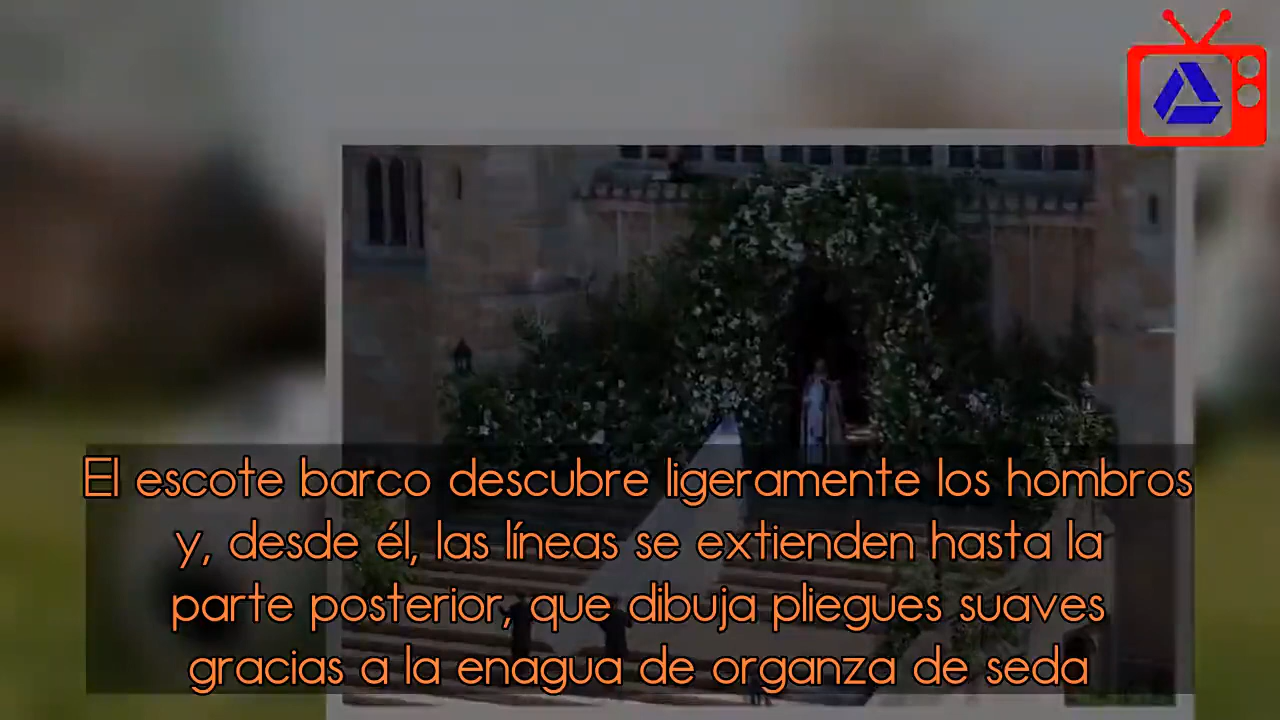 El escote barco descubre ligeramente los hombros
y, desde él, las líneas se extienden hasta la
parte posterior, que dibuja pliegues suaves
gracias a la enagua de organza de seda